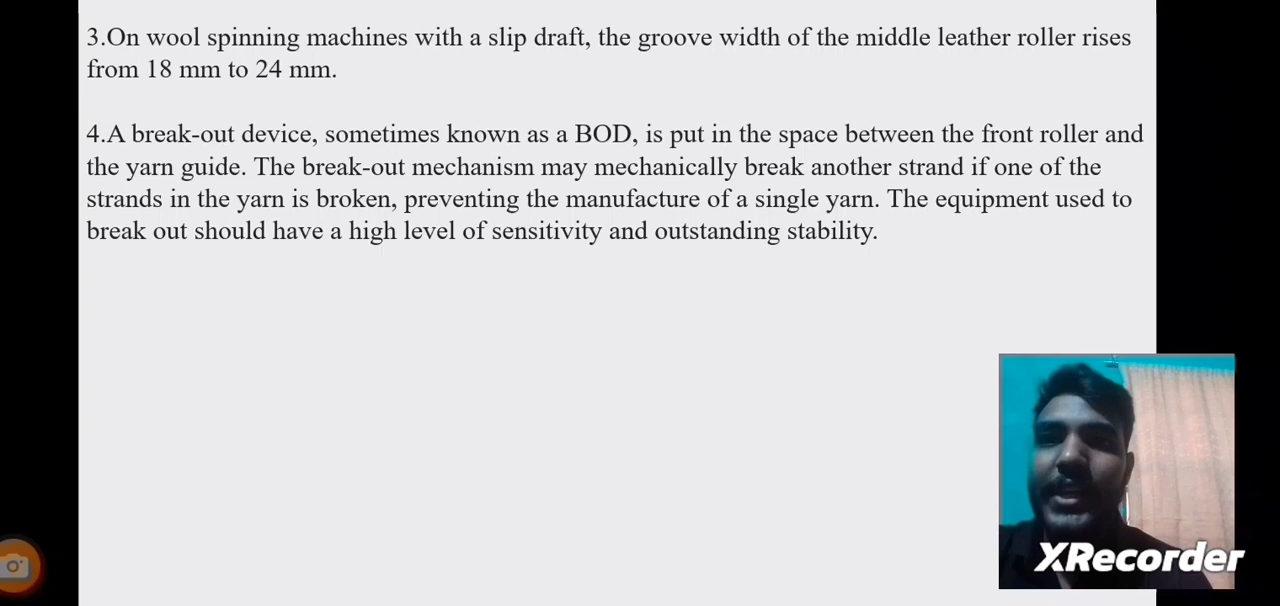 3.On wool spinning machines with a slip draft, the groove width of the middle leather roller rises
from 18 mm to 24 mm.
4.A break-out device, sometimes known as a BOD, is put in the space between the front roller and
the yarn guide. The break-out mechanism may mechanically break another strand if one of the
strands in the yarn is broken, preventing the manufacture of a single yarn. The equipment used to
break out should have a high level of sensitivity and outstanding stability.
XRecorder